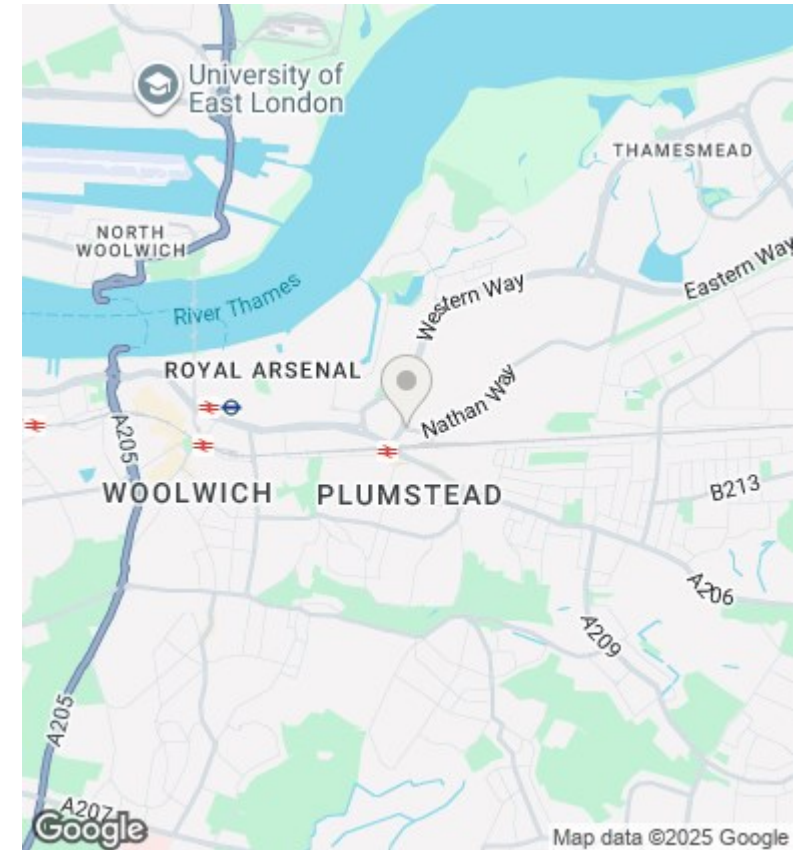 University of
East London
THAMESMEAD
NORTH
WOOLWICH
Eastern Way
River Thames
Western Way
ROYAL ARSENAL
Nathan Way
A205
WOOLWICH
PLUMSTEAD
B213
A206
A209
A205
A207
Google
Map data ©2025 Google